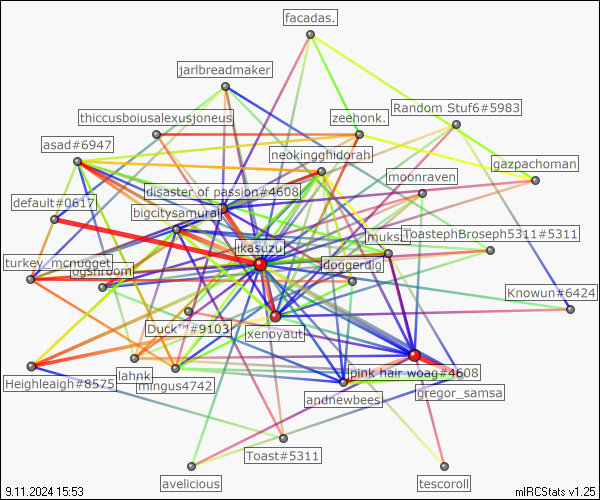 facadas.
jarlbreadmaker
thiccusboiusalexusjoneus
zeehonk.
Random Stuf6#5983
asad#6947
neokingghidorah
gazpachoman
moonraven
disaster of passion#4608
default#0617
bigcitysamurai
muksz
ToastephBroseph5311#5311
ikasuzu
turkey_mcnugget
doggerdig
Knowun#6424
Duck™#9103
xenoyaut
lahnk
pink hair woag#4608
Heighleaigh#8575
mingus4742
gregor_samsa
andnewbees
Toast#5311
avelicious
tescoroll
9.11.2024 15:53
mIRCStats v1.25